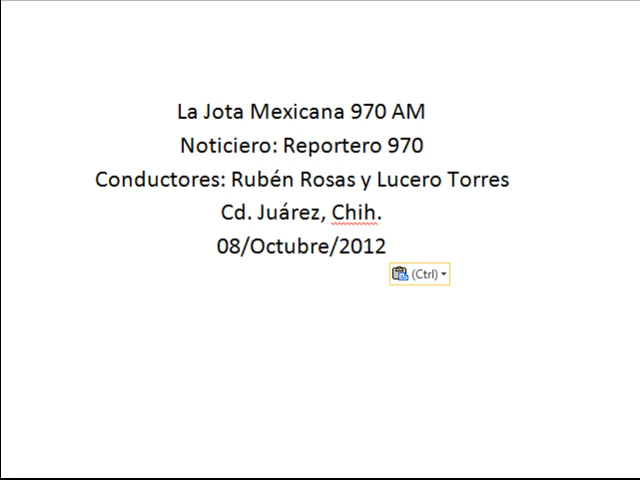 La Jota Mexicana 970 AM
Noticiero: Reportero 970
Conductores: Rubén Rosas y Lucero Torres
Cd. Juárez, Chih.
08/Octubre/2012
(Ctrl)